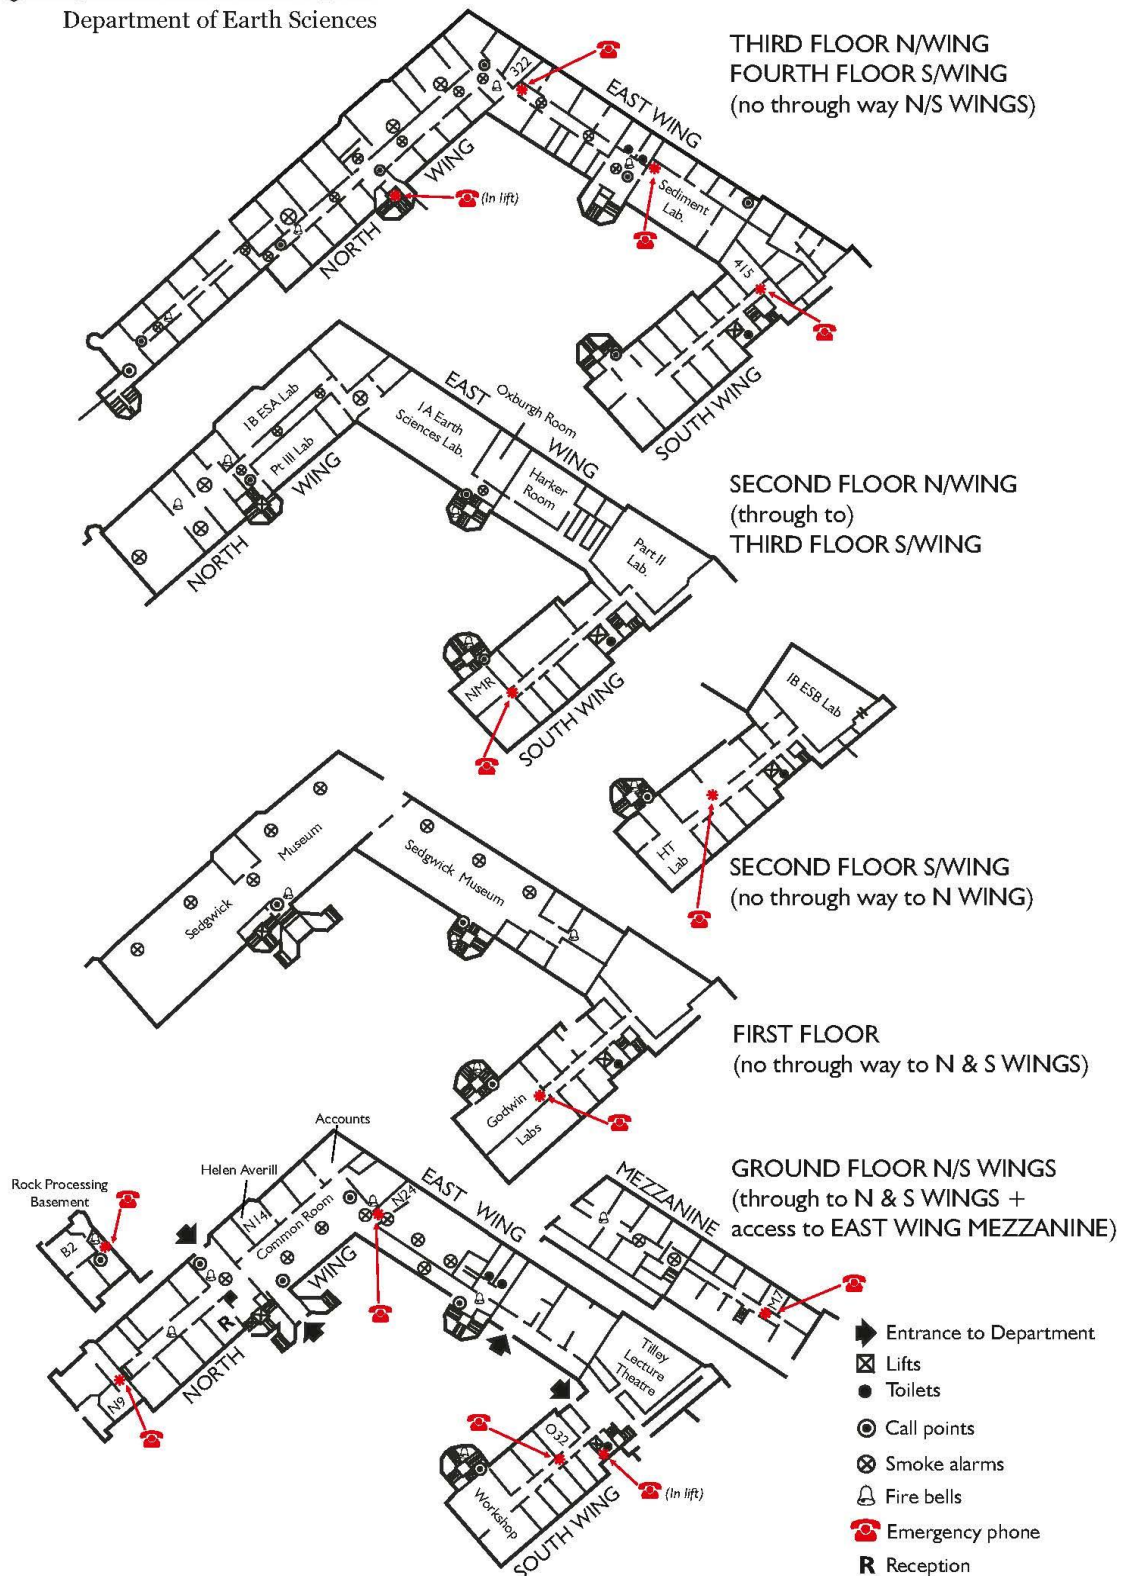 Department of Earth Sciences
THIRD FLOOR N/WING
FOURTH FLOOR S/WING
(no through way N/S WINGS)
322
EAST WING
WING
(In lift)
NORTH
Sediment
Lab.
415
SOUTH WING
SECOND FLOOR N/WING
(through to)
THIRD FLOOR S/WING
EAST
Oxburgh Room
WING
IB ESA Lab
1A Earth
Sciences Lab.
Pt III Lab
WING
Harker
Room
NORTH
Part II
Lab.
NMR
SOUTH WING
IB ESB Lab
HT
Lab
SECOND FLOOR S/WING
(no through way to N WING)
Sedgwick Museum
Sedgwick Museum
FIRST FLOOR
(no through way to N & S WINGS)
Godwin
Labs
GROUND FLOOR N/S WINGS
(through to N & S WINGS +
access to EAST WING MEZZANINE)
Accounts
Helen Averill
Rock Processing
Basement
B2
N14
Common Room
N24
EAST WING
MEZZANINE
M7
WING
R
NORTH
N9
Tilley
Lecture
Theatre
O32
(In lift)
Workshop
SOUTH WING
Entrance to Department
Lifts
Toilets
Call points
Smoke alarms
Fire bells
Emergency phone
R Reception